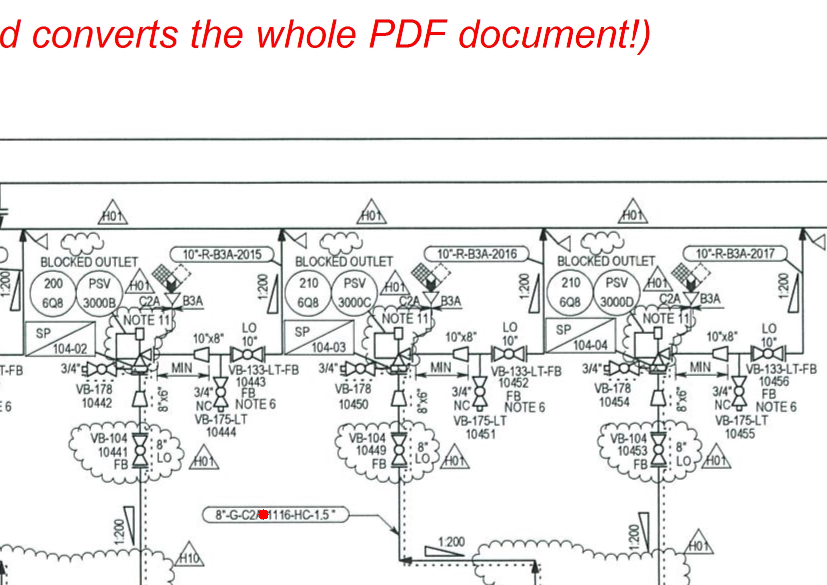 d converts the whole PDF document!)
H01
H01
H01
BLOCKED OUTLET
10"-R-B3A-2015
BLOCKED OUTLET
10"-R-B3A-2016
BLOCKED OUTLET
10"-R-B3A-2017
1:200
200
6Q8
PSV
3000B
H01
C2A
B3A
1:200
210
6Q8
PSV
3000C
H01
C2A
B3A
1:200
210
6Q8
PSV
3000D
H01
C2A
B3A
1:200
NOTE 11
NOTE 11
NOTE 11
SP
104-02
10"x8"
LO
10"
SP
104-03
10"x8"
LO
10"
SP
104-04
10"x8"
LO
10"
T-FB
E 6
3/4"
MIN
VB-133-LT-FB
10443
FB
NOTE 6
3/4"
MIN
VB-133-LT-FB
10452
FB
NOTE 6
3/4"
MIN
VB-133-LT-FB
10456
FB
NOTE 6
VB-178
10442
8"x6"
3/4"
NC
VB-175-LT
10444
VB-178
10450
8"x6"
3/4"
NC
VB-175-LT
10451
VB-178
10454
8"x6"
3/4"
NC
VB-175-LT
10455
VB-104
10441
FB
8"
LO
H01
VB-104
10449
FB
8"
LO
H01
VB-104
10453
FB
8"
LO
H01
1:200
8"-G-C2A
1116-HC-1.5"
1:200
1:200
H10
H01